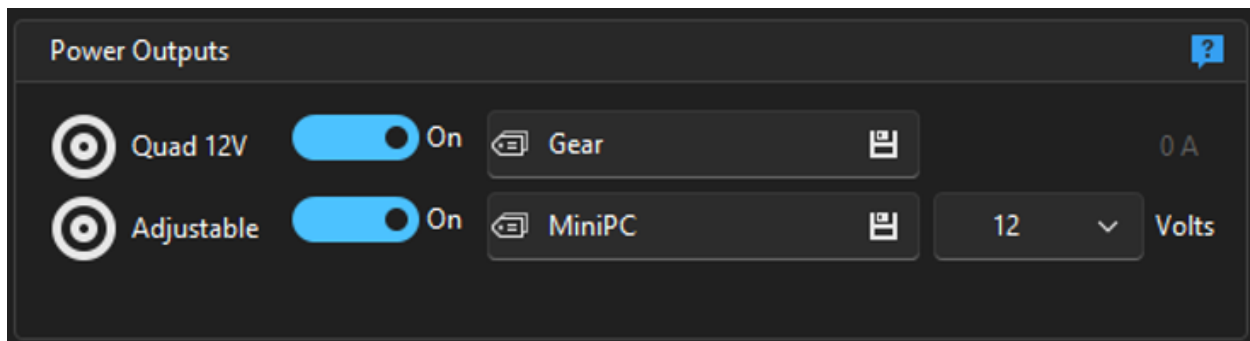 Power Outputs ?
Quad 12V On Gear 0 A
Adjustable On MiniPC 12 Volts